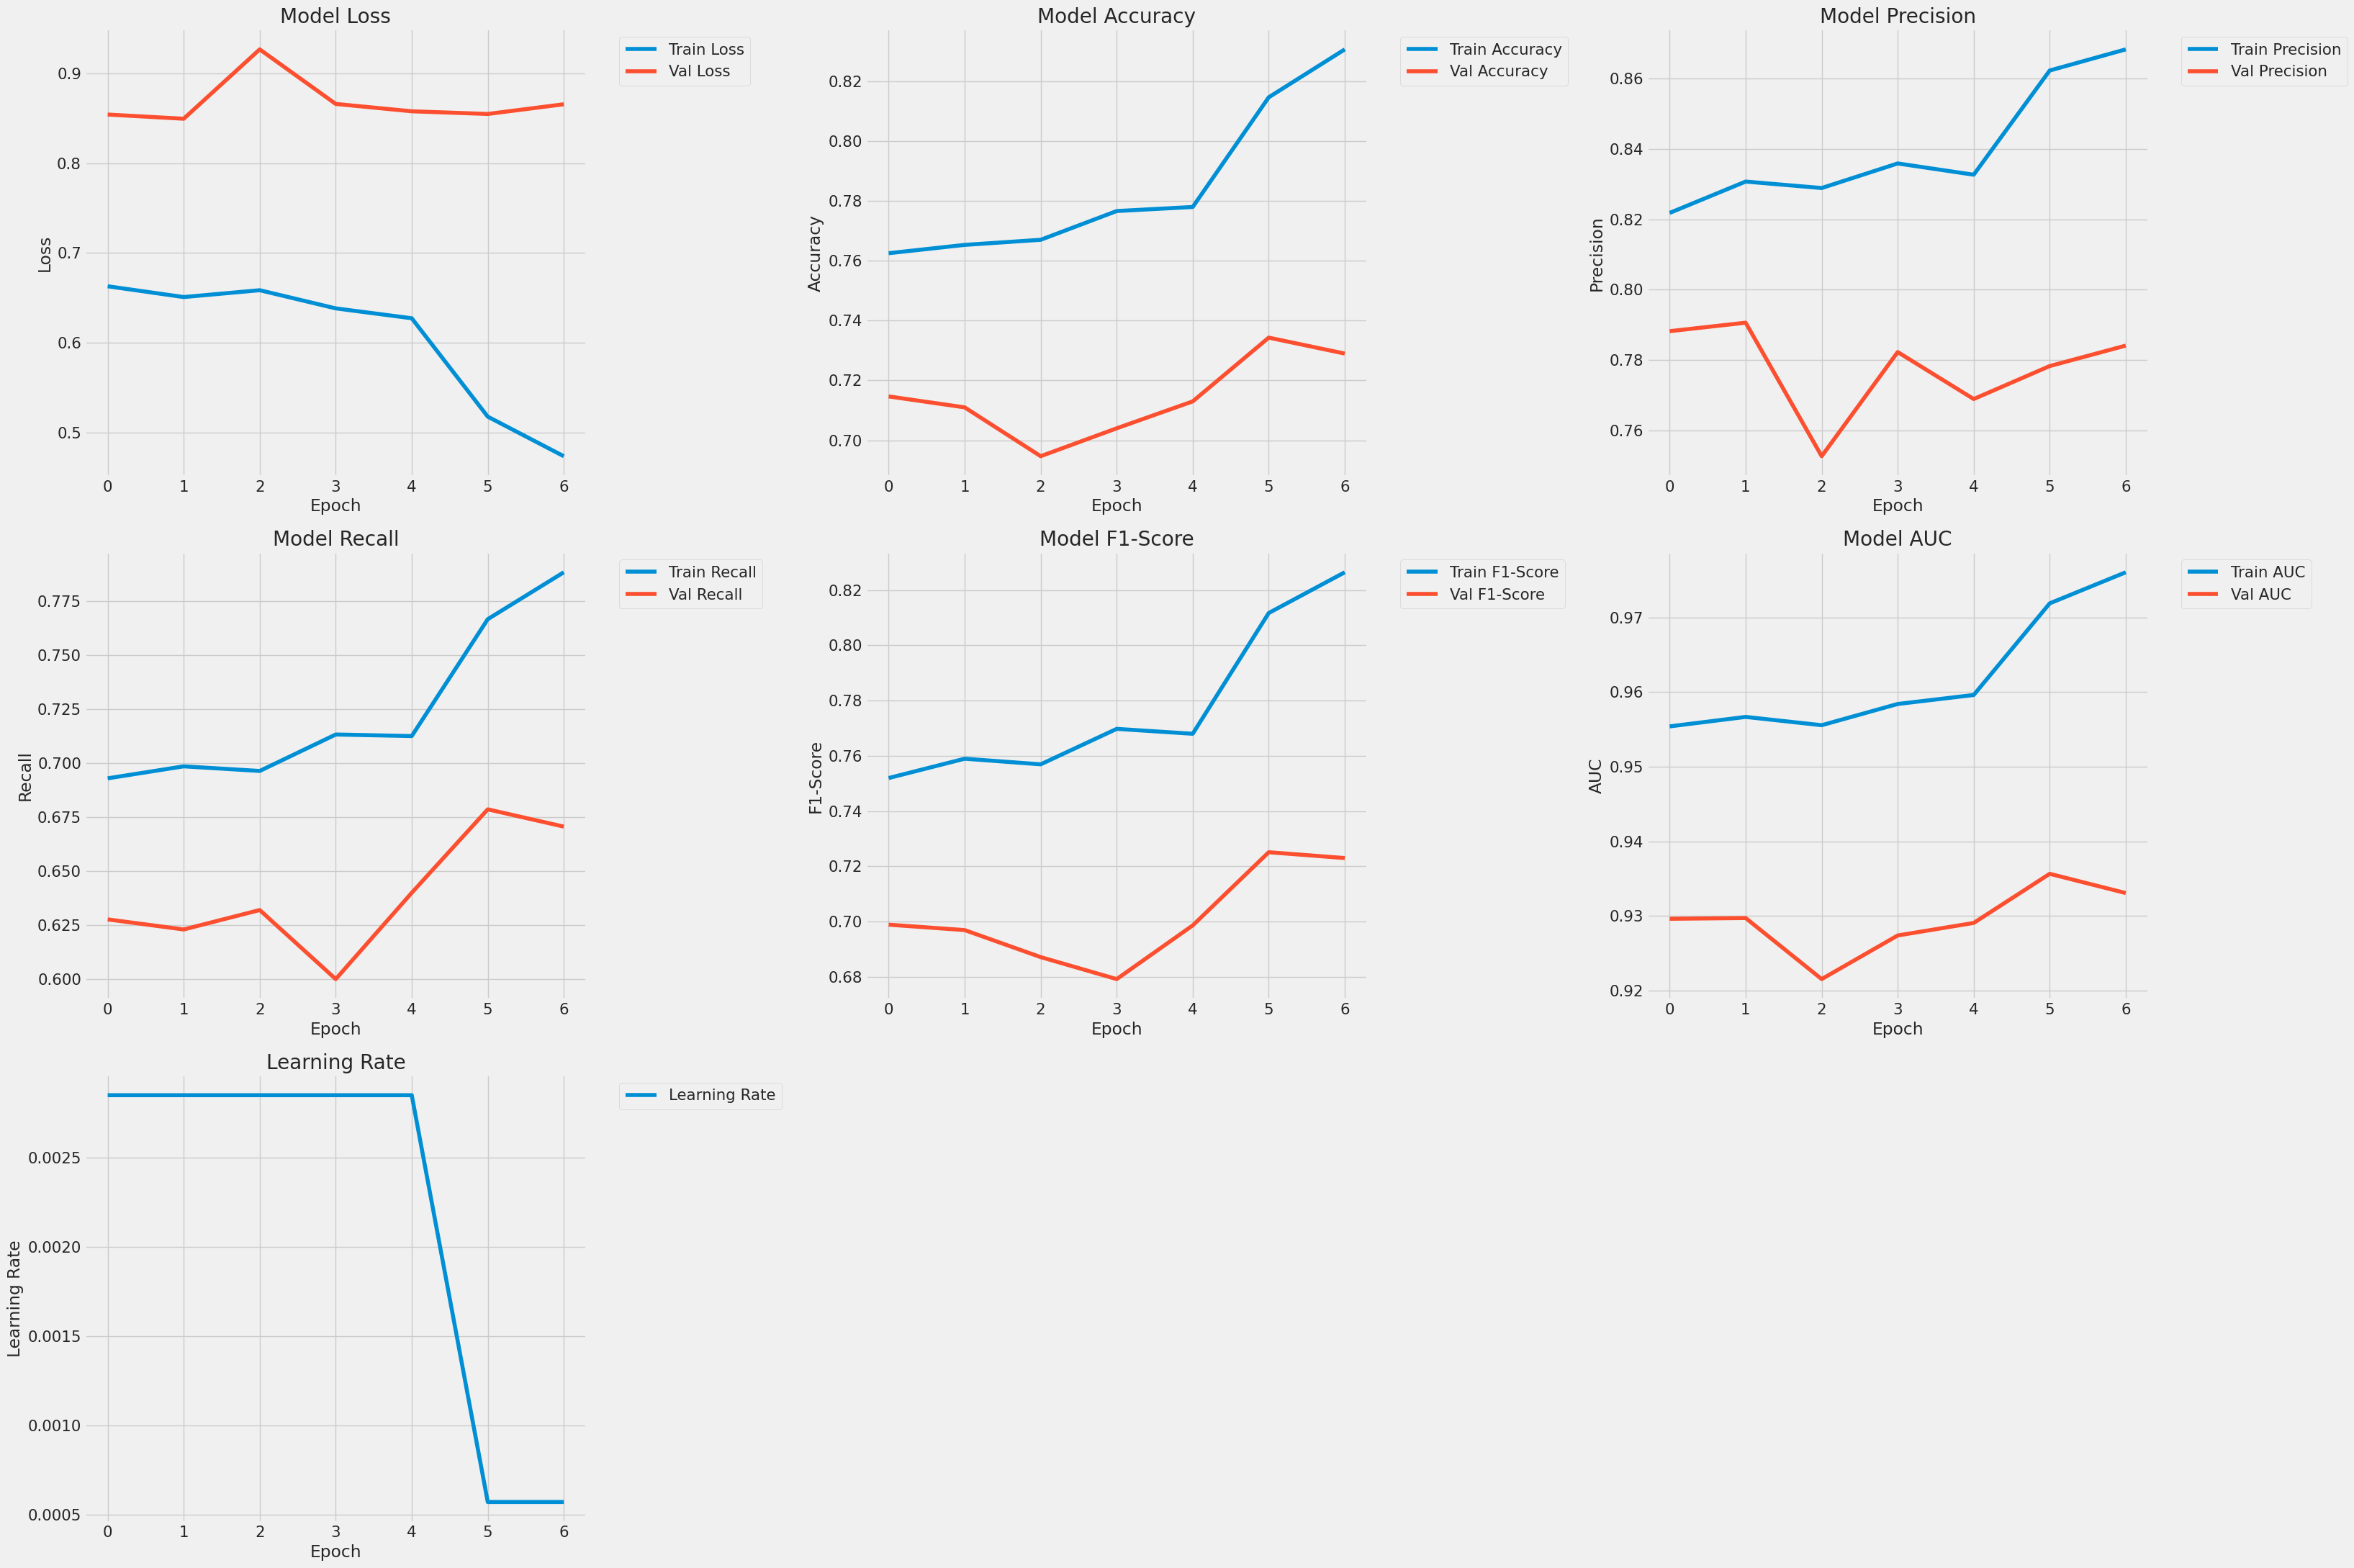 Model Loss
Train Loss
Val Loss
0.9
0.8
0.7
0.6
0.5
Loss
0 1 2 3 4 5 6
Epoch
Model Accuracy
Train Accuracy
Val Accuracy
0.82
0.80
0.78
0.76
0.74
0.72
0.70
Accuracy
0 1 2 3 4 5 6
Epoch
Model Precision
Train Precision
Val Precision
0.86
0.84
0.82
0.80
0.78
0.76
Precision
0 1 2 3 4 5 6
Epoch
Model Recall
Train Recall
Val Recall
0.775
0.750
0.725
0.700
0.675
0.650
0.625
0.600
Recall
0 1 2 3 4 5 6
Epoch
Model F1-Score
Train F1-Score
Val F1-Score
0.82
0.80
0.78
0.76
0.74
0.72
0.70
0.68
F1-Score
0 1 2 3 4 5 6
Epoch
Model AUC
Train AUC
Val AUC
0.97
0.96
0.95
0.94
0.93
0.92
AUC
0 1 2 3 4 5 6
Epoch
Learning Rate
Learning Rate
0.0025
0.0020
0.0015
0.0010
0.0005
Learning Rate
0 1 2 3 4 5 6
Epoch